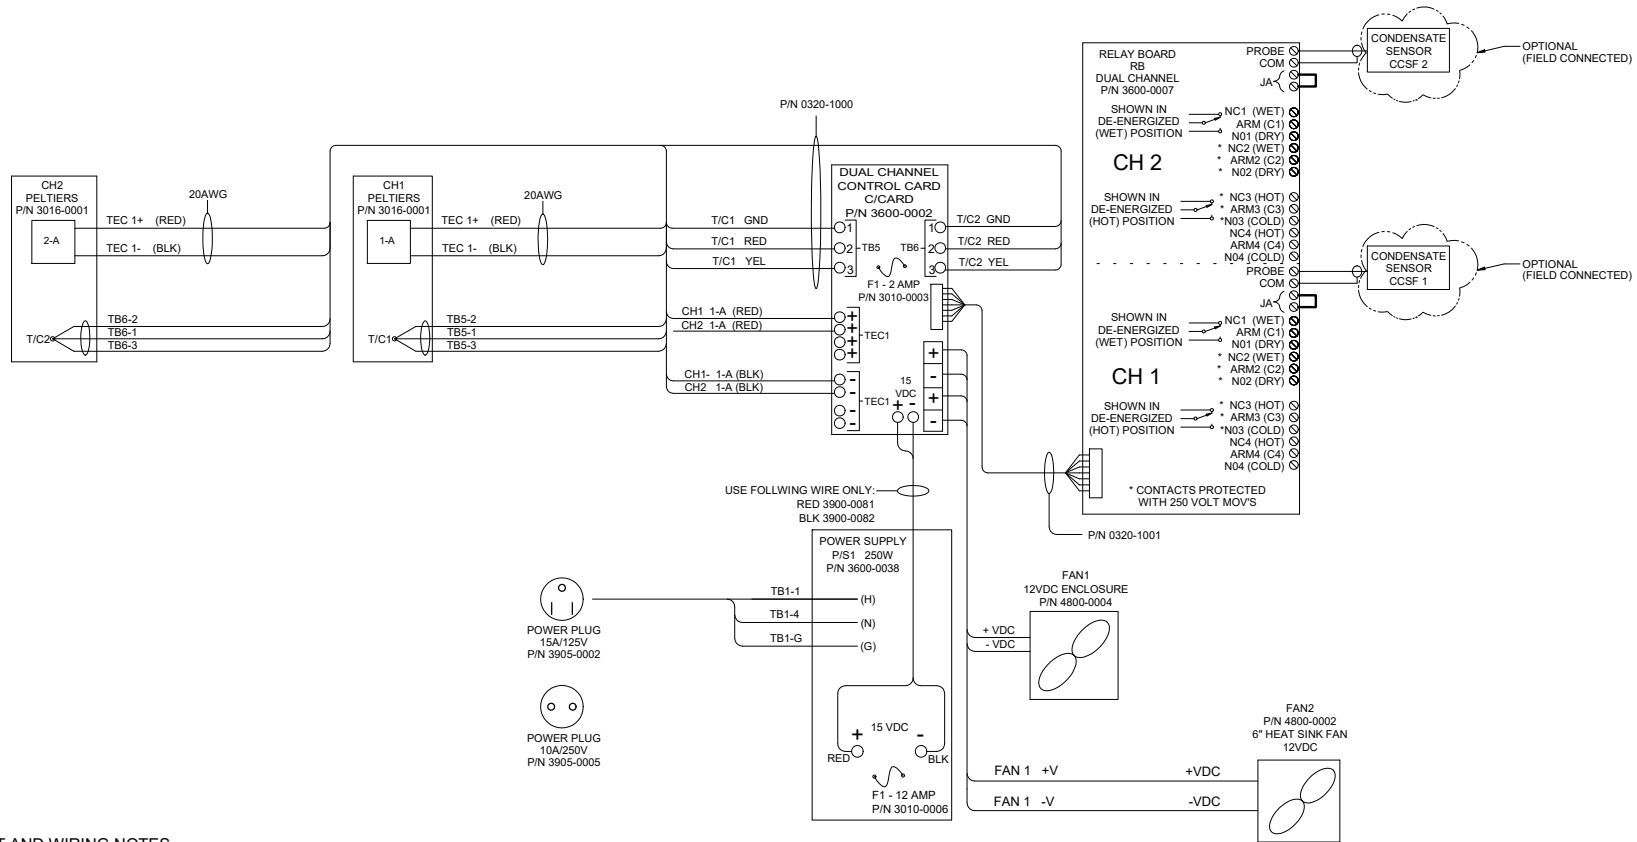 CH2
PELTIERS
P/N 3016-0001
2-A
TEC 1+ (RED)
TEC 1- (BLK)
20AWG
T/C2
TB6-2
TB6-1
TB6-3
CH1
PELTIERS
P/N 3016-0001
1-A
TEC 1+ (RED)
TEC 1- (BLK)
20AWG
T/C1
TB5-2
TB5-1
TB5-3
P/N 0320-1000
T/C1 GND
T/C1 RED
T/C1 YEL
CH1 1-A (RED)
CH2 1-A (RED)
CH1- 1-A (BLK)
CH2 1-A (BLK)
DUAL CHANNEL
CONTROL CARD
C/CARD
P/N 3600-0002
1
2
3
TB5
TB6
1
2
3
F1 - 2 AMP
P/N 3010-0003
+
+
+
+
TEC1
-
-
-
-
TEC1
15
VDC
+ -
+
-
+
-
T/C2 GND
T/C2 RED
T/C2 YEL
RELAY BOARD
RB
DUAL CHANNEL
P/N 3600-0007
PROBE
COM
JA
SHOWN IN
DE-ENERGIZED
(WET) POSITION
NC1 (WET)
ARM (C1)
N01 (DRY)
* NC2 (WET)
* ARM2 (C2)
* N02 (DRY)
CH 2
SHOWN IN
DE-ENERGIZED
(HOT) POSITION
* NC3 (HOT)
* ARM3 (C3)
*N03 (COLD)
NC4 (HOT)
ARM4 (C4)
N04 (COLD)
PROBE
COM
JA
SHOWN IN
DE-ENERGIZED
(WET) POSITION
NC1 (WET)
ARM (C1)
N01 (DRY)
* NC2 (WET)
* ARM2 (C2)
* N02 (DRY)
CH 1
SHOWN IN
DE-ENERGIZED
(HOT) POSITION
* NC3 (HOT)
* ARM3 (C3)
*N03 (COLD)
NC4 (HOT)
ARM4 (C4)
N04 (COLD)
* CONTACTS PROTECTED
WITH 250 VOLT MOV'S
P/N 0320-1001
CONDENSATE
SENSOR
CCSF 2
OPTIONAL
(FIELD CONNECTED)
CONDENSATE
SENSOR
CCSF 1
OPTIONAL
(FIELD CONNECTED)
USE FOLLWING WIRE ONLY:
RED 3900-0081
BLK 3900-0082
POWER SUPPLY
P/S1 250W
P/N 3600-0038
TB1-1
(H)
TB1-4
(N)
TB1-G
(G)
15 VDC
+
-
RED
BLK
F1 - 12 AMP
P/N 3010-0006
POWER PLUG
15A/125V
P/N 3905-0002
POWER PLUG
10A/250V
P/N 3905-0005
FAN1
12VDC ENCLOSURE
P/N 4800-0004
+ VDC
- VDC
FAN2
P/N 4800-0002
6" HEAT SINK FAN
12VDC
FAN 1 +V
+VDC
FAN 1 -V
-VDC
AND WIRING NOTES